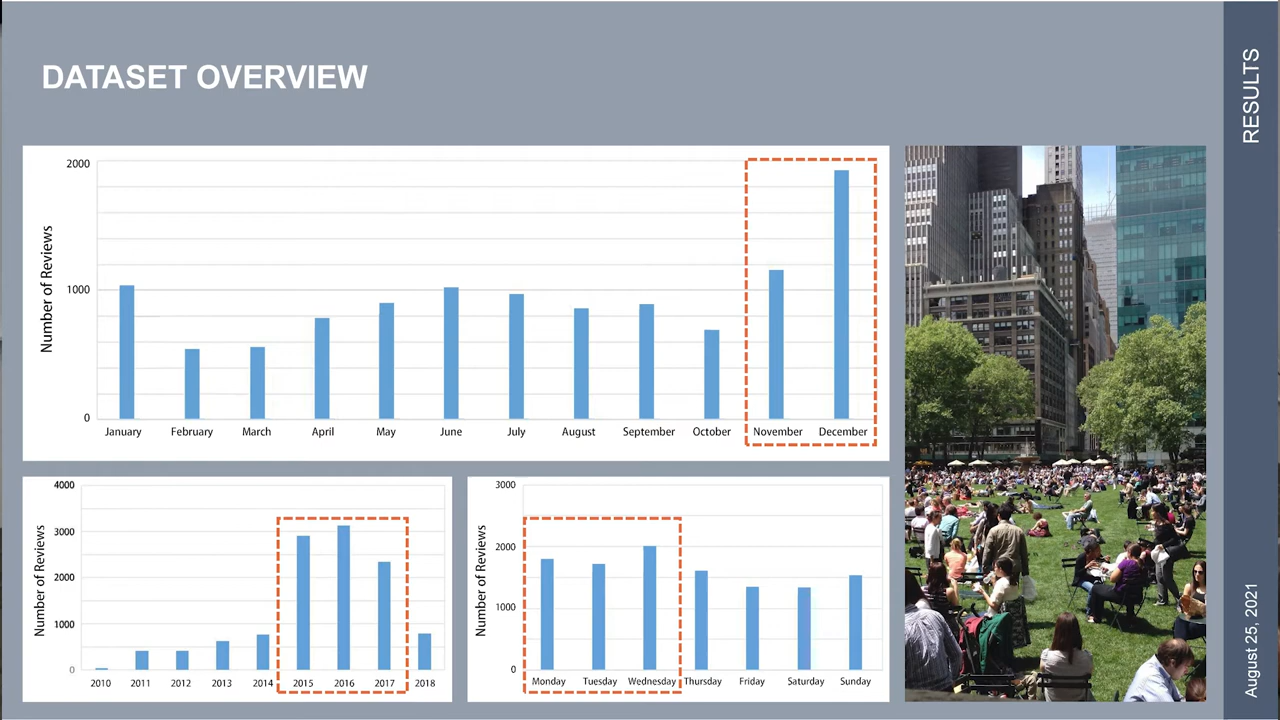 DATASET OVERVIEW
RESULTS
2000
1000
0
Number of Reviews
January February March April May June July August September October November December
4000
3000
2000
1000
0
Number of Reviews
2010 2011 2012 2013 2014 2015 2016 2017 2018
3000
2000
1000
0
Number of Reviews
Monday Tuesday Wednesday Thursday Friday Saturday Sunday
August 25, 2021